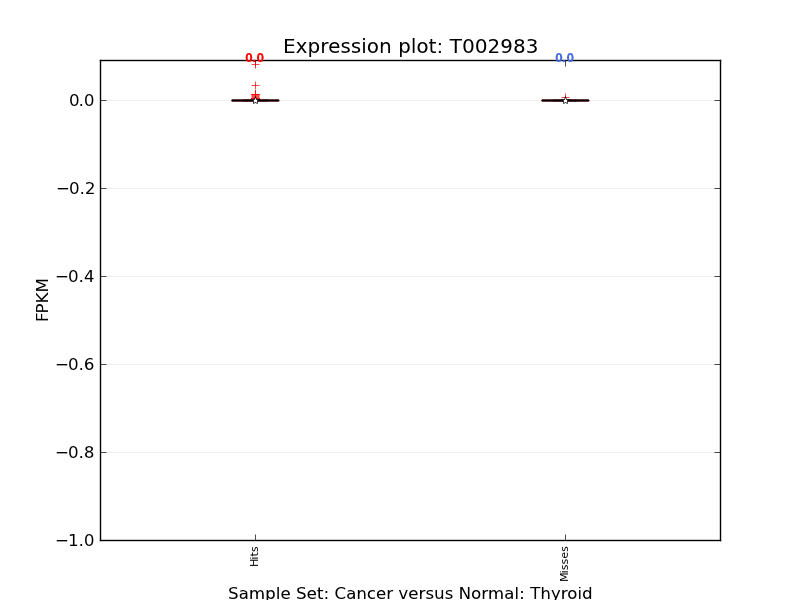 Expression plot: T002983
0.0 0.0
0.0
−0.2
−0.4
−0.6
−0.8
−1.0
FPKM
Hits Misses
Sample Set: Cancer versus Normal: Thyroid